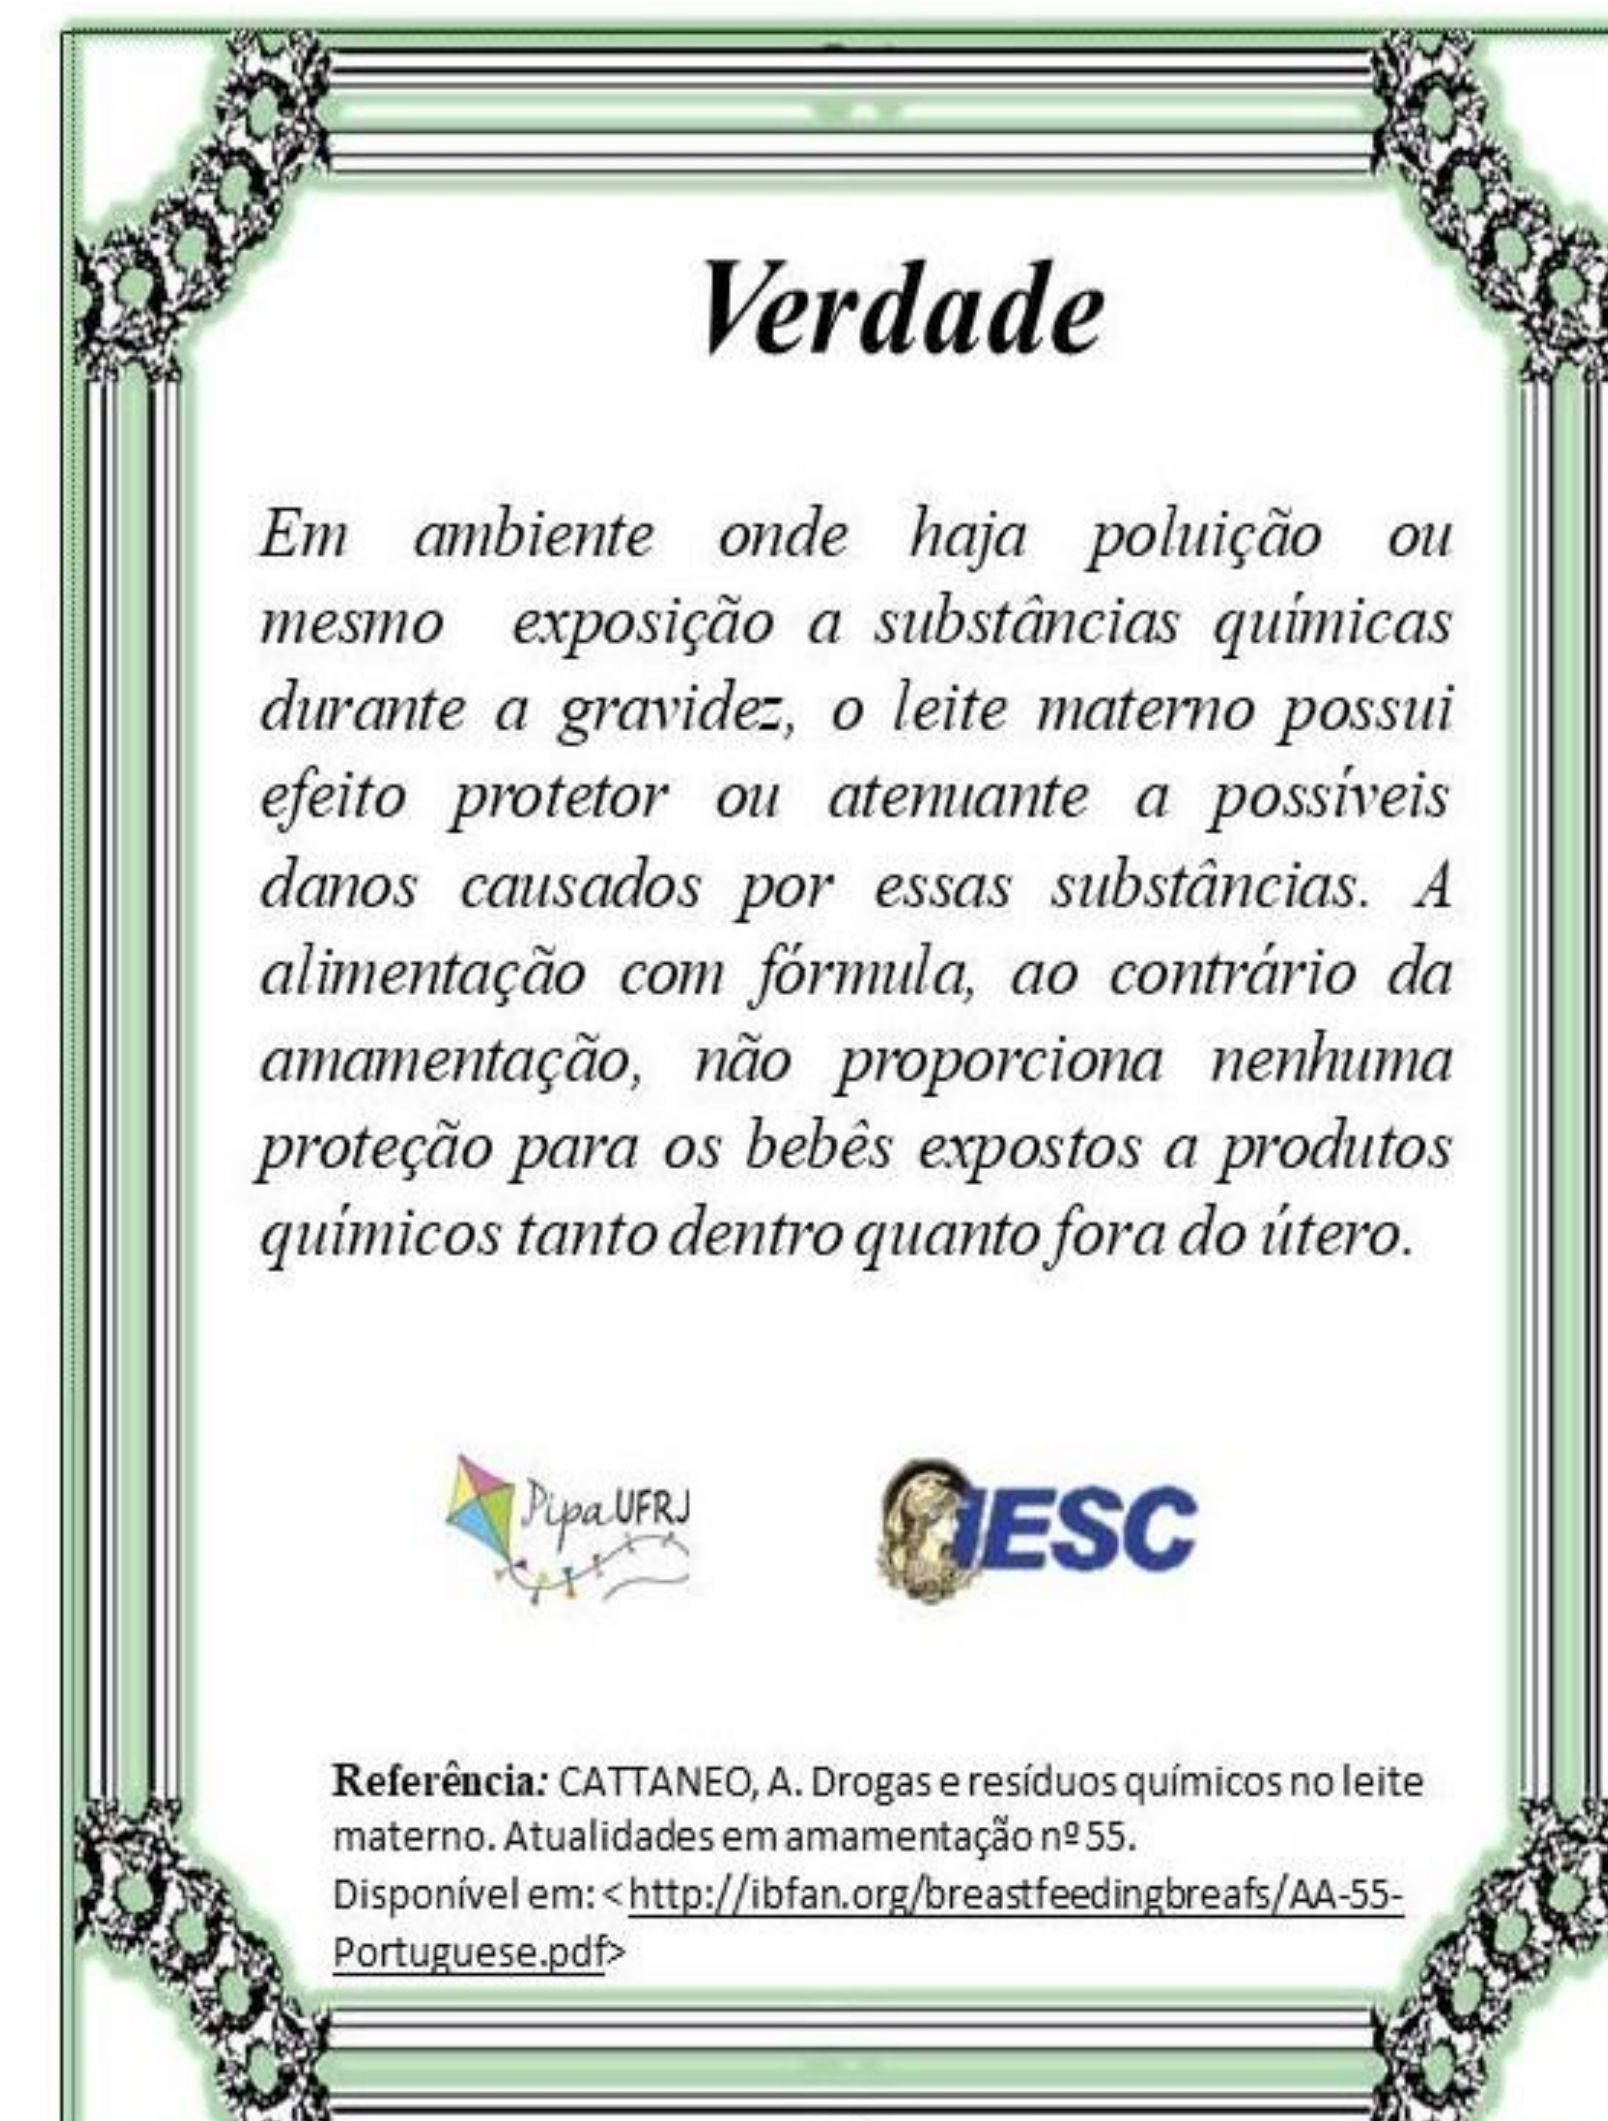 Verdade
Em ambiente onde haja poluição ou
mesmo exposição a substâncias químicas
durante a gravidez, o leite materno possui
efeito protetor ou atenuante a possíveis
danos causados por essas substâncias. A
alimentação com fórmula, ao contrário da
amamentação, não proporciona nenhuma
proteção para os bebês expostos a produtos
químicos tanto dentro quanto fora do útero.
Pipa UFRJ
IESC
Referência: CATTANEO, A. Drogas e resíduos químicos no leite
materno. Atualidades em amamentação nº 55.
Disponível em: <http://ibfan.org/breastfeedingbreafs/AA-55-
Portuguese.pdf>